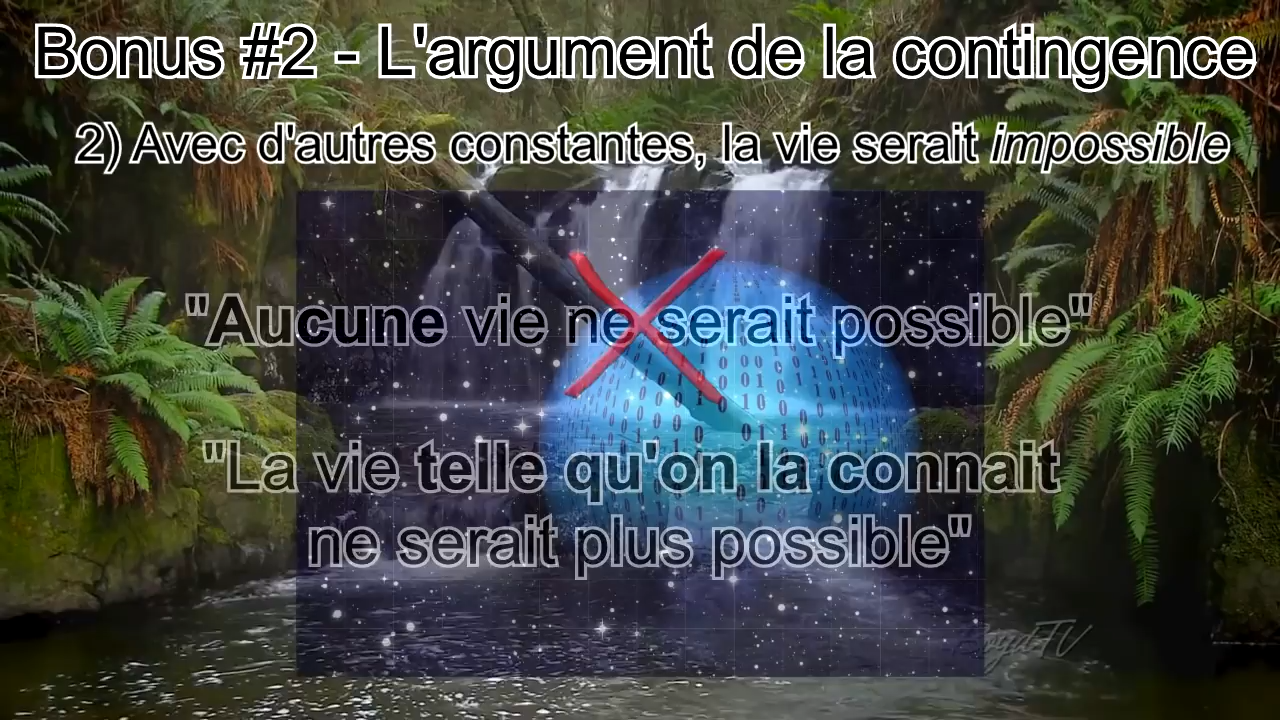 Bonus #2 - L'argument de la contingence
2) Avec d'autres constantes, la vie serait impossible
"Aucune vie ne serait possible"
"La vie telle qu'on la connait
ne serait plus possible"